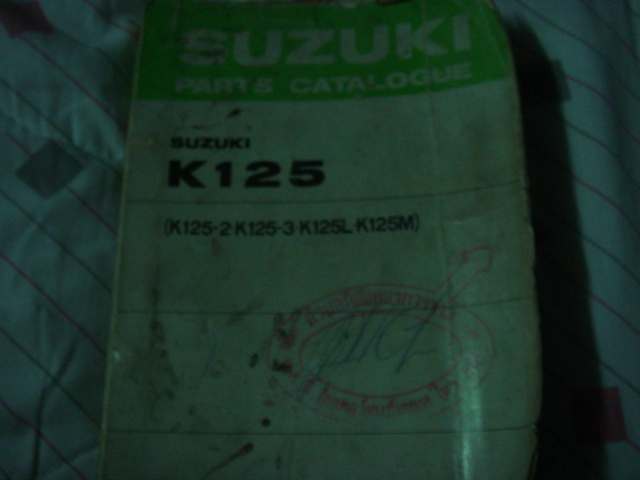 SUZUKI
PARTS CATALOGUE
SUZUKI
K125
(K125-2·K125-3·K125L·K125M)